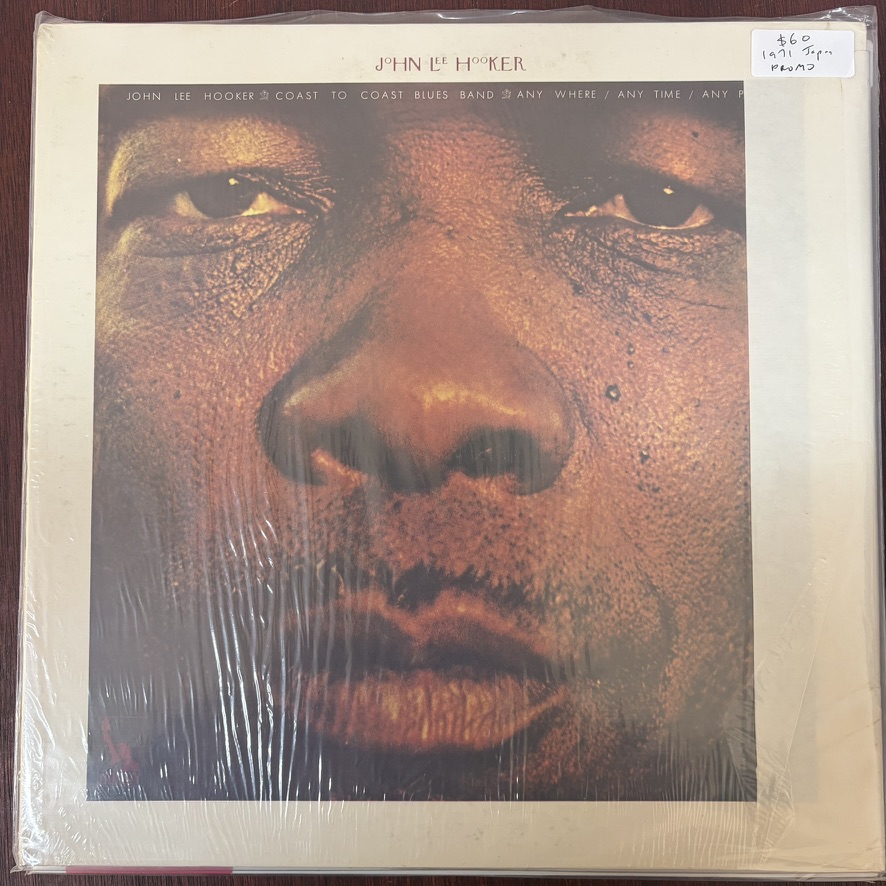 $60
1971 Japan
PROMO
JOHN LEE HOOKER
JOHN LEE HOOKER COAST TO COAST BLUES BAND ANY WHERE / ANY TIME / ANY P